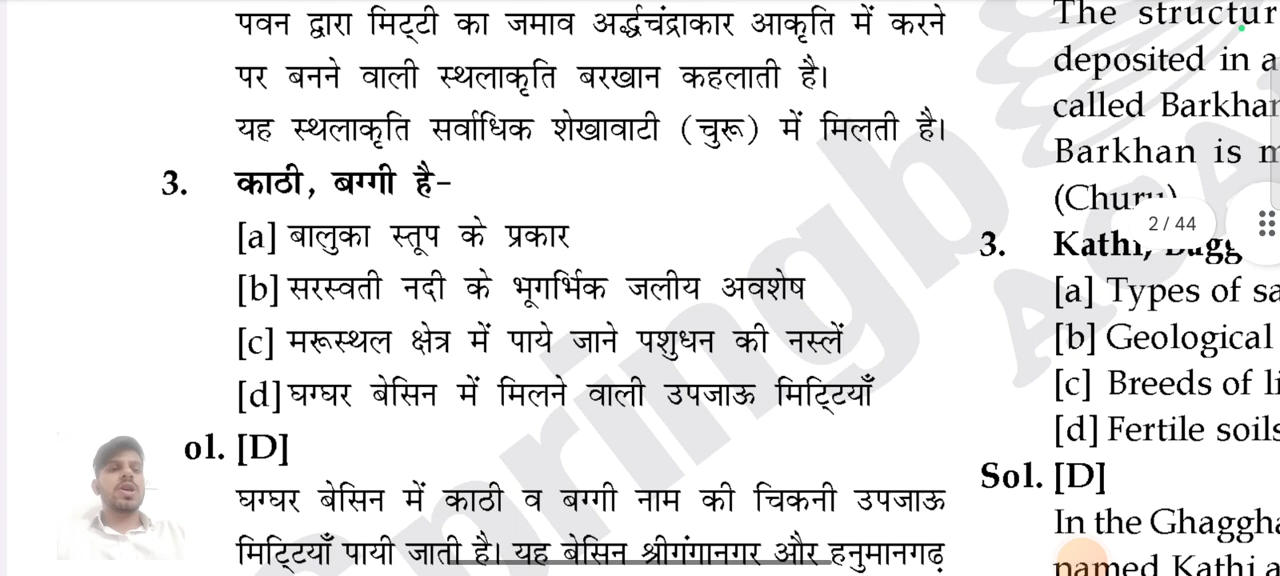 पवन द्वारा मिट्टी का जमाव अर्द्धचंद्राकार आकृति में करने
पर बनने वाली स्थलाकृति बरखान कहलाती है।
यह स्थलाकृति सर्वाधिक शेखावाटी (चुरू) में मिलती है।
3. काठी, बग्गी है-
[a] बालुका स्तूप के प्रकार
[b] सरस्वती नदी के भूगर्भिक जलीय अवशेष
[c] मरूस्थल क्षेत्र में पाये जाने पशुधन की नस्लें
[d] घग्घर बेसिन में मिलने वाली उपजाऊ मिट्टियाँ
ol. [D]
घग्घर बेसिन में काठी व बग्गी नाम की चिकनी उपजाऊ
मिट्टियाँ पायी जाती है। यह बेसिन श्रीगंगानगर और हनुमानगढ़
The structur
deposited in a
called Barkhan
Barkhan is m
(Churu)
2/44
3. Kathi,
[a] Types of sa
[b] Geological
[c] Breeds of li
[d] Fertile soils
Sol. [D]
In the Ghaggha
named Kathi a
Springb
ACA